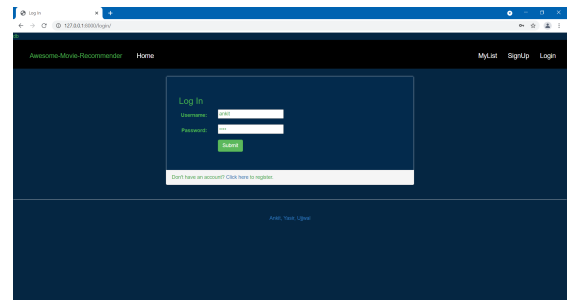 Log In
127.0.0.1:8000/login/
Awesome-Movie-Recommender Home MyList SignUp Login
Log In
Username: ankit
Password: ••••
Submit
Don't have an account? Click here to register.
Ankit, Yassi, Ujjwal